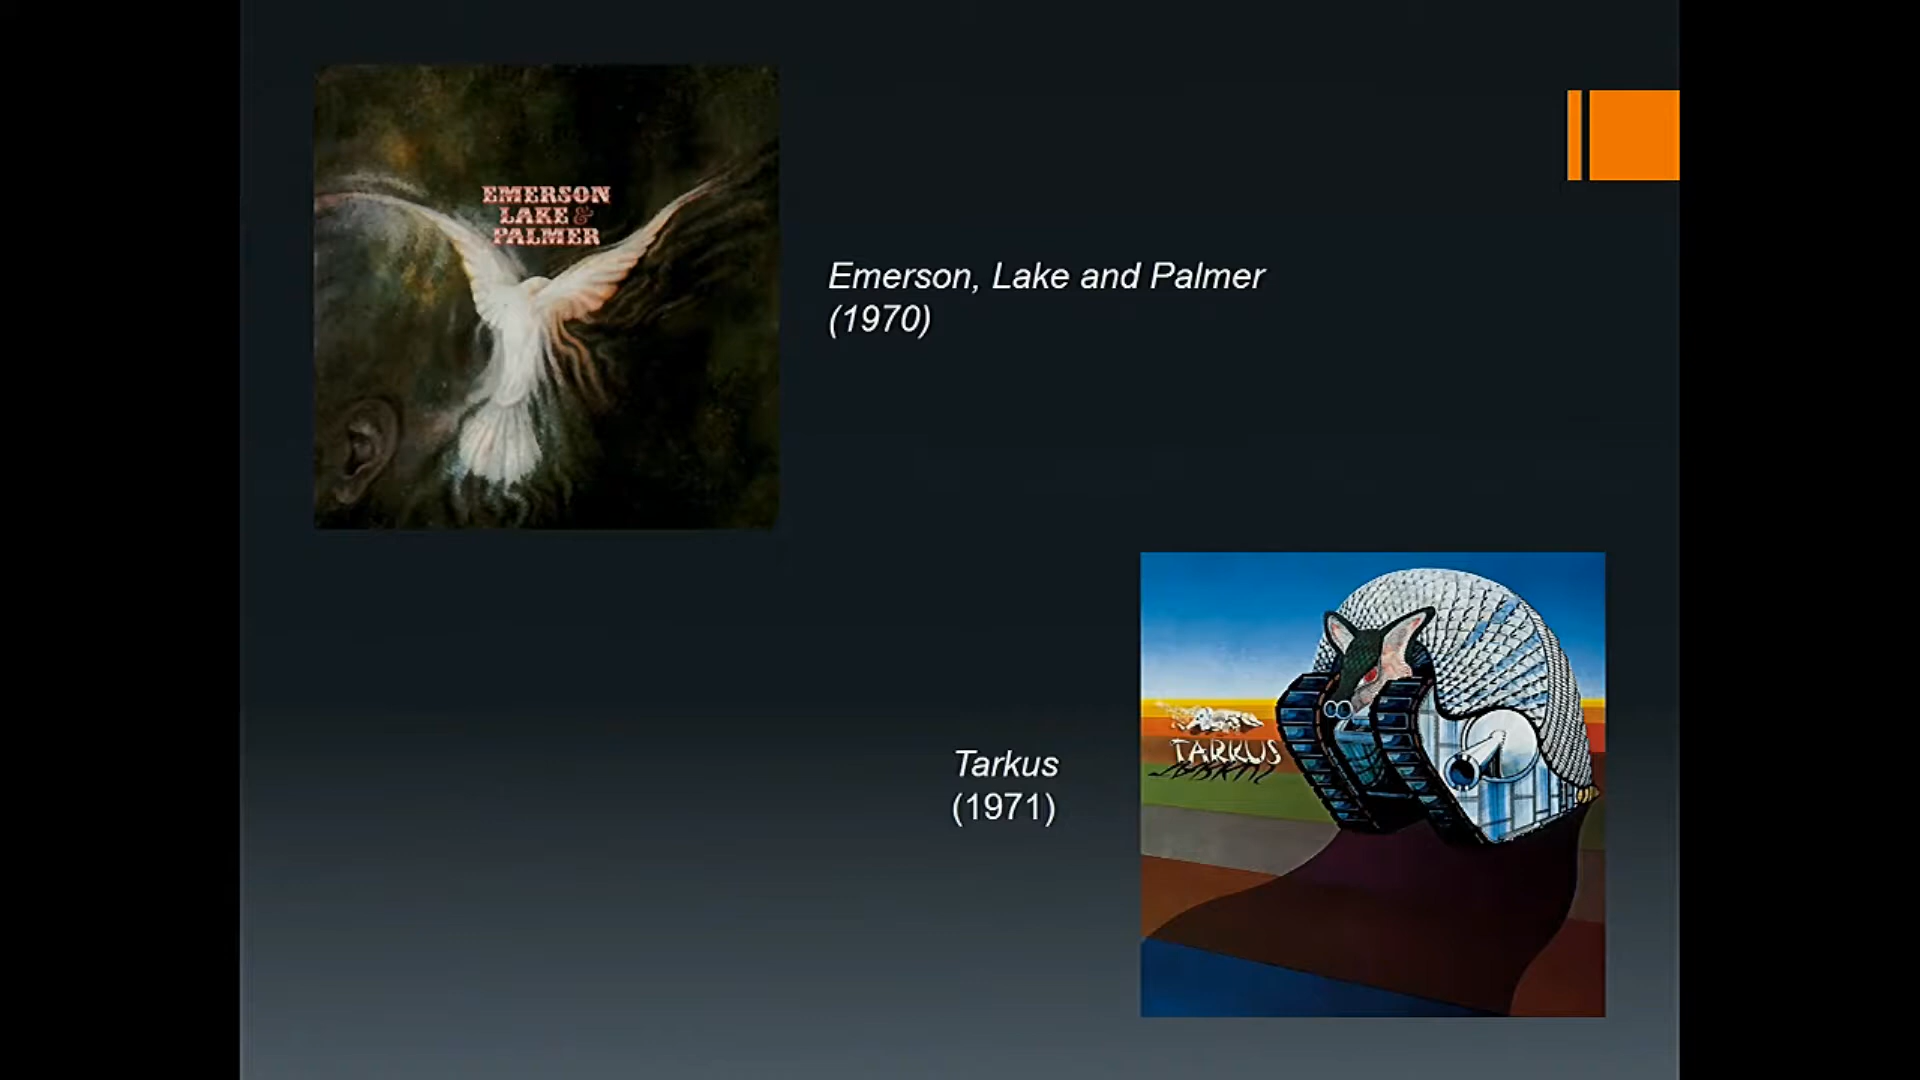 EMERSON
LAKE &
PALMER
Emerson, Lake and Palmer
(1970)
Tarkus
(1971)
TARKUS